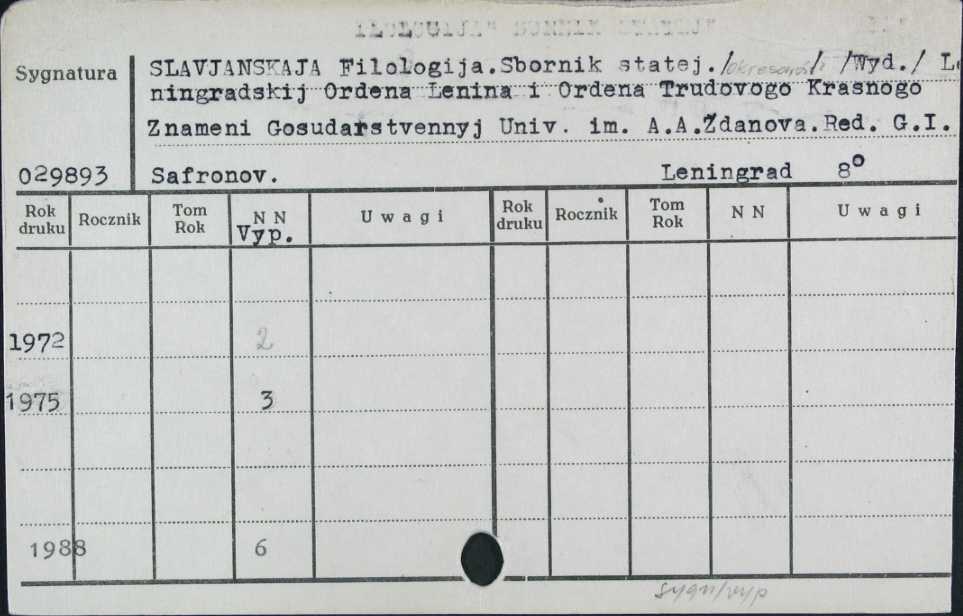 Sygnatura
029893
SLAVJANSKAJA Filologija.Sbornik statej./ / /Wyd./ Le
ningradskij Ordena Lenina i Ordena Trudovogo Krasnogo
Znameni Gosudarstvennyj Univ. im. A.A.Ždanova.Red. G.I.
Safronov. Leningrad 8°
Rok druku Rocznik Tom Rok N N Vyp. Uwagi Rok druku Rocznik Tom Rok N N Uwagi
1972 2
1975 3
1988 6
sygn/wyp